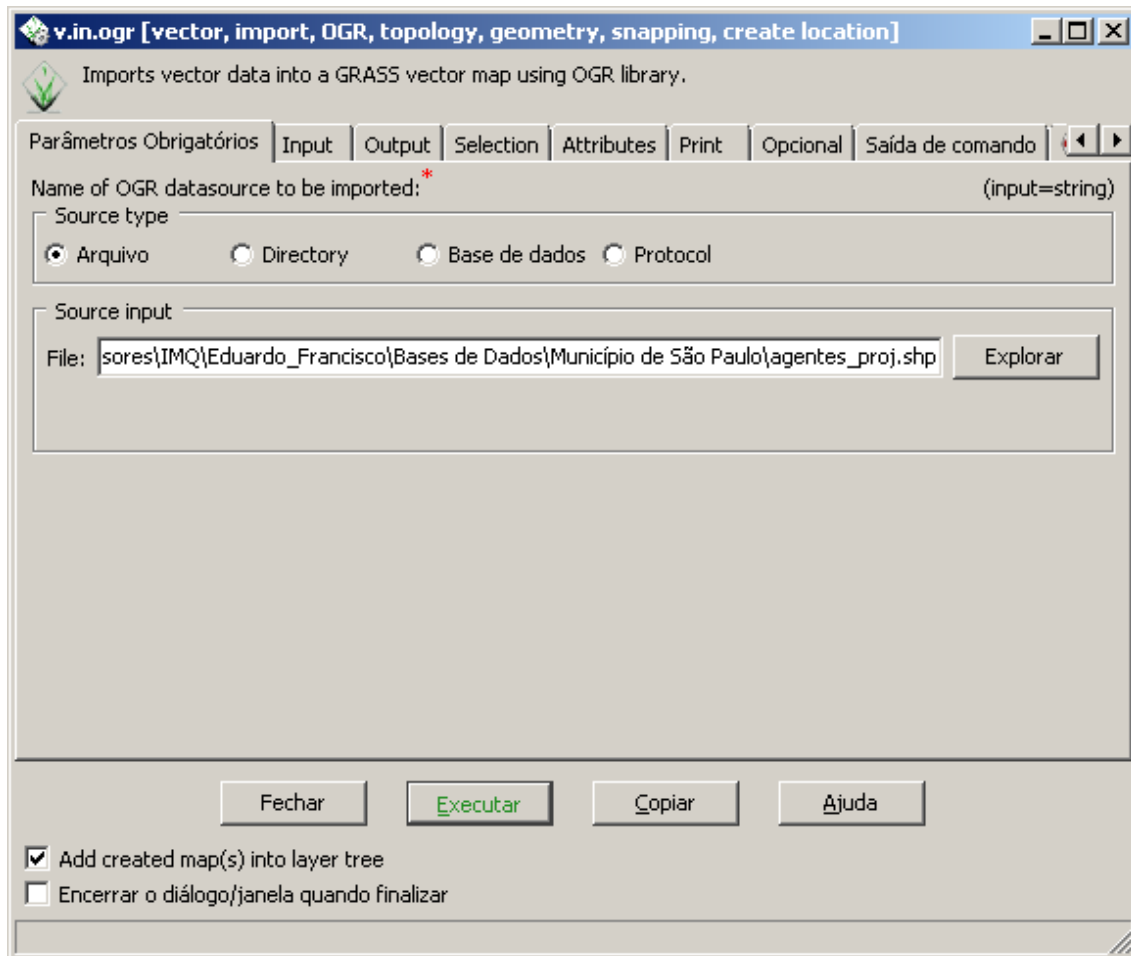 v.in.ogr [vector, import, OGR, topology, geometry, snapping, create location]
Imports vector data into a GRASS vector map using OGR library.
Parâmetros Obrigatórios Input Output Selection Attributes Print Opcional Saída de comando
Name of OGR datasource to be imported:* (input=string)
Source type
Arquivo Directory Base de dados Protocol
Source input
File: sores\IMQ\Eduardo_Francisco\Bases de Dados\Município de São Paulo\agentes_proj.shp Explorar
Fechar Executar Copiar Ajuda
Add created map(s) into layer tree
Encerrar o diálogo/janela quando finalizar